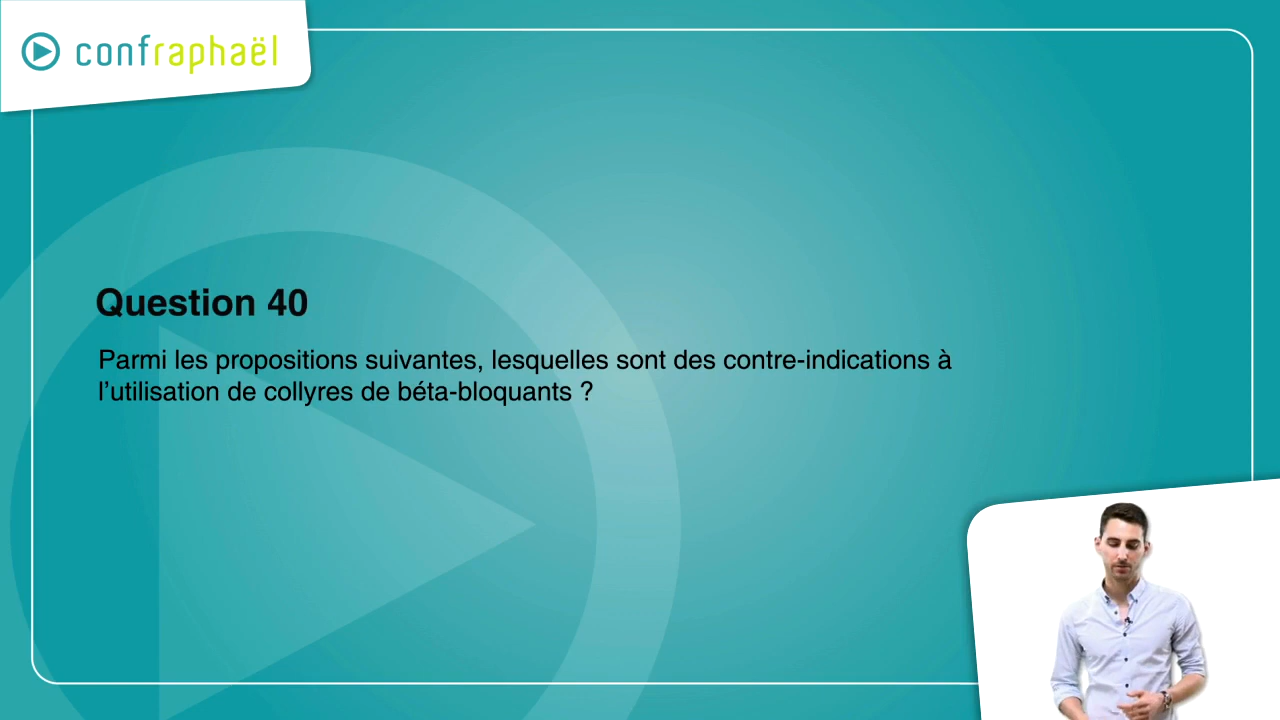 confraphaël
Question 40
Parmi les propositions suivantes, lesquelles sont des contre-indications à
l’utilisation de collyres de béta-bloquants ?